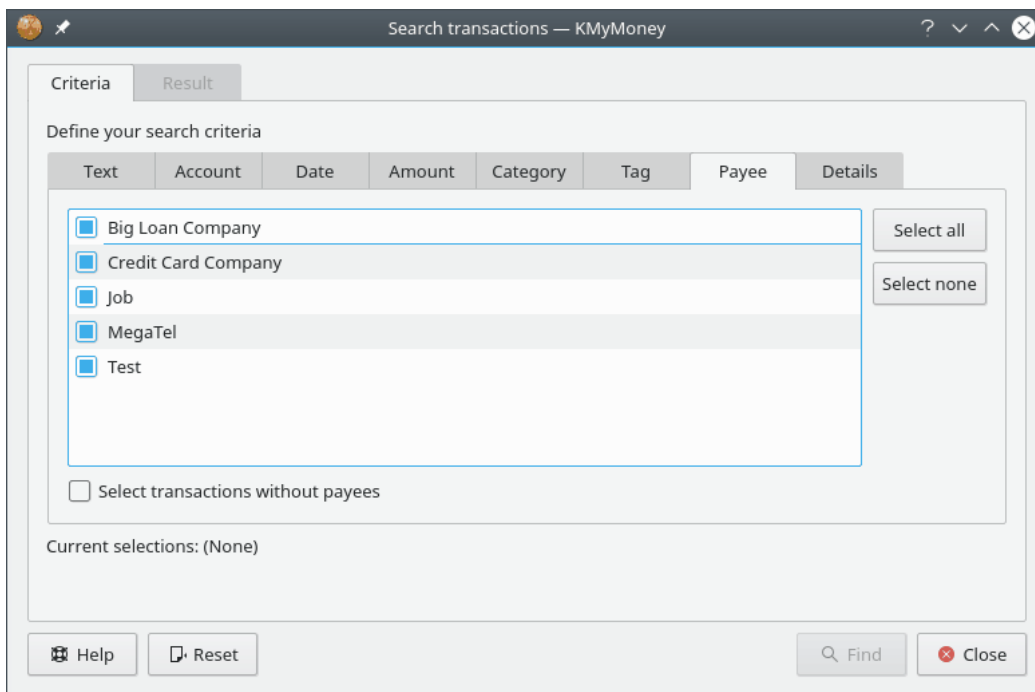 Search transactions — KMyMoney
Criteria Result
Define your search criteria
Text Account Date Amount Category Tag Payee Details
Big Loan Company
Select all
Credit Card Company
Select none
Job
MegaTel
Test
Select transactions without payees
Current selections: (None)
Help Reset Find Close